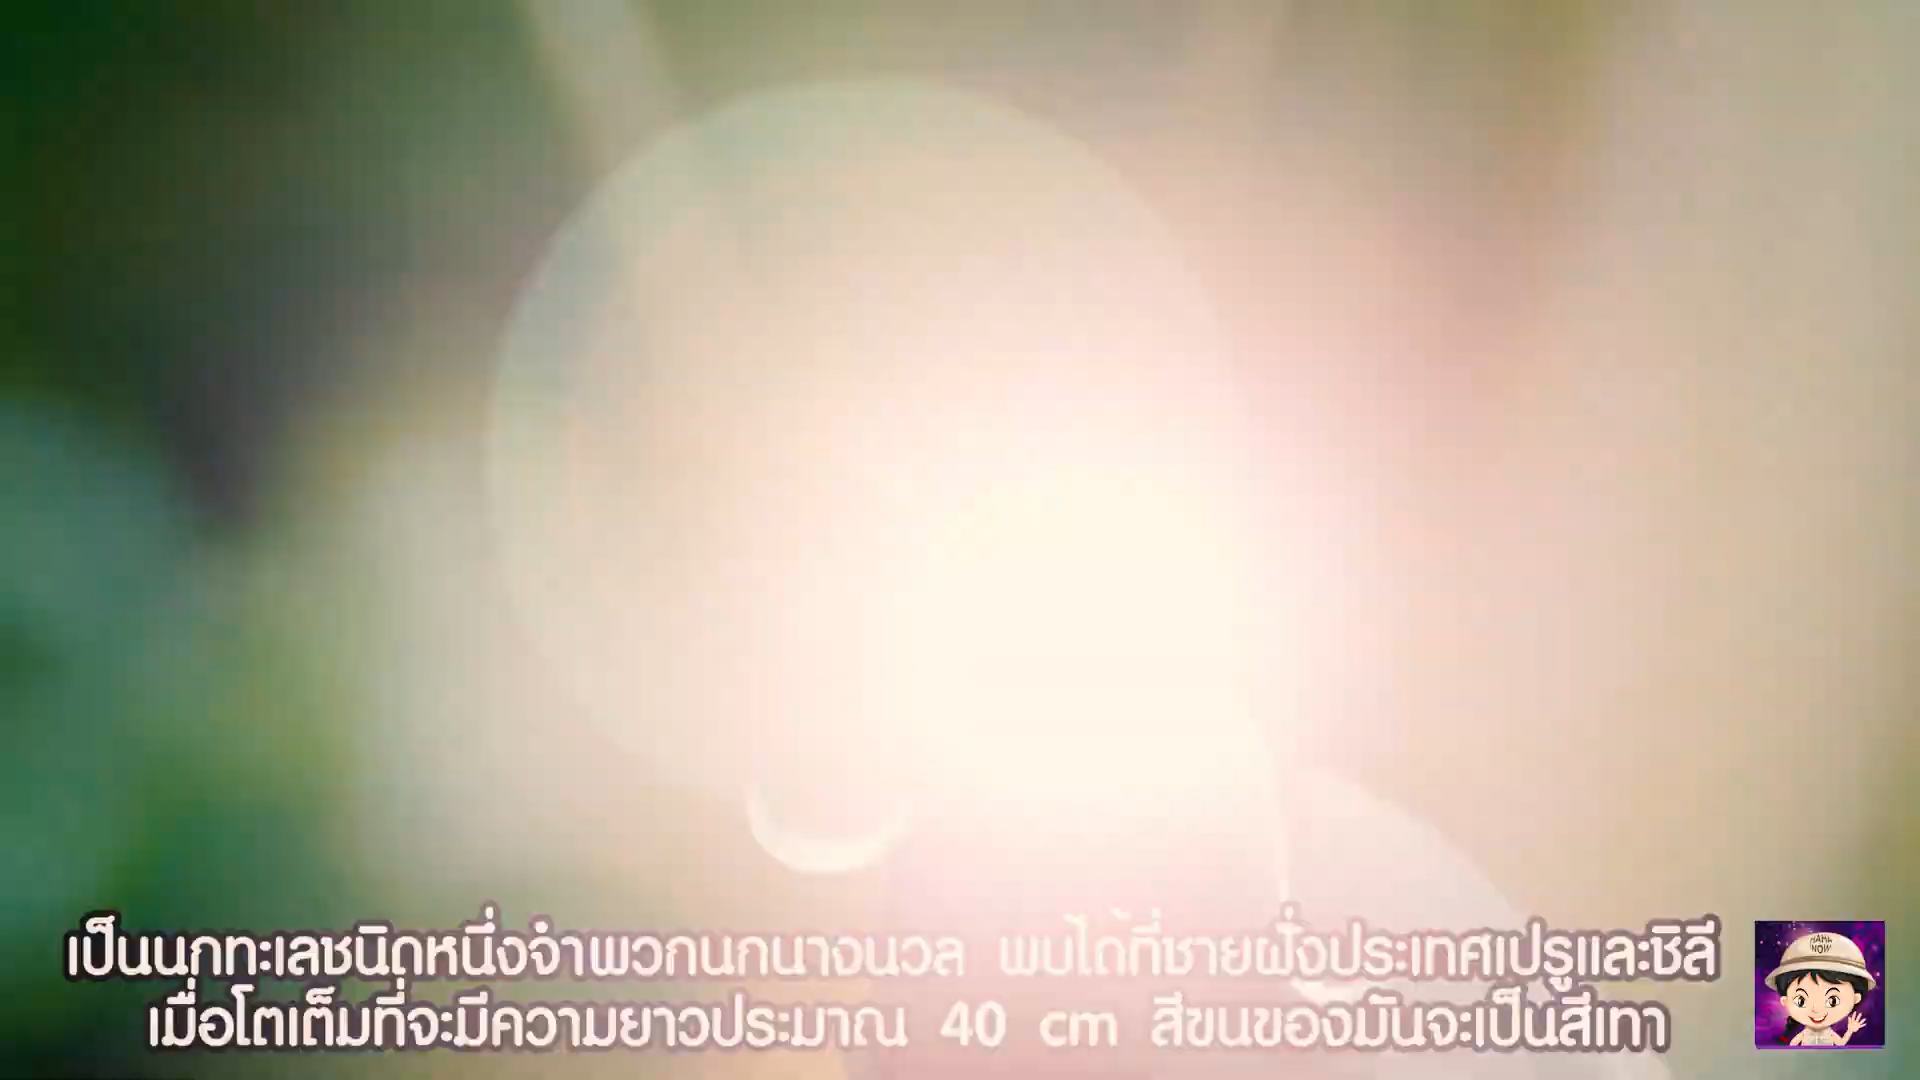 เป็นนกทะเลชนิดหนึ่งจำพวกนกนางนวล พบได้ที่ชายฝั่งประเทศเปรูและชิลี
เมื่อโตเต็มที่จะมีความยาวประมาณ 40 cm สีขนของมันจะเป็นสีเทา
HAHA
NOW